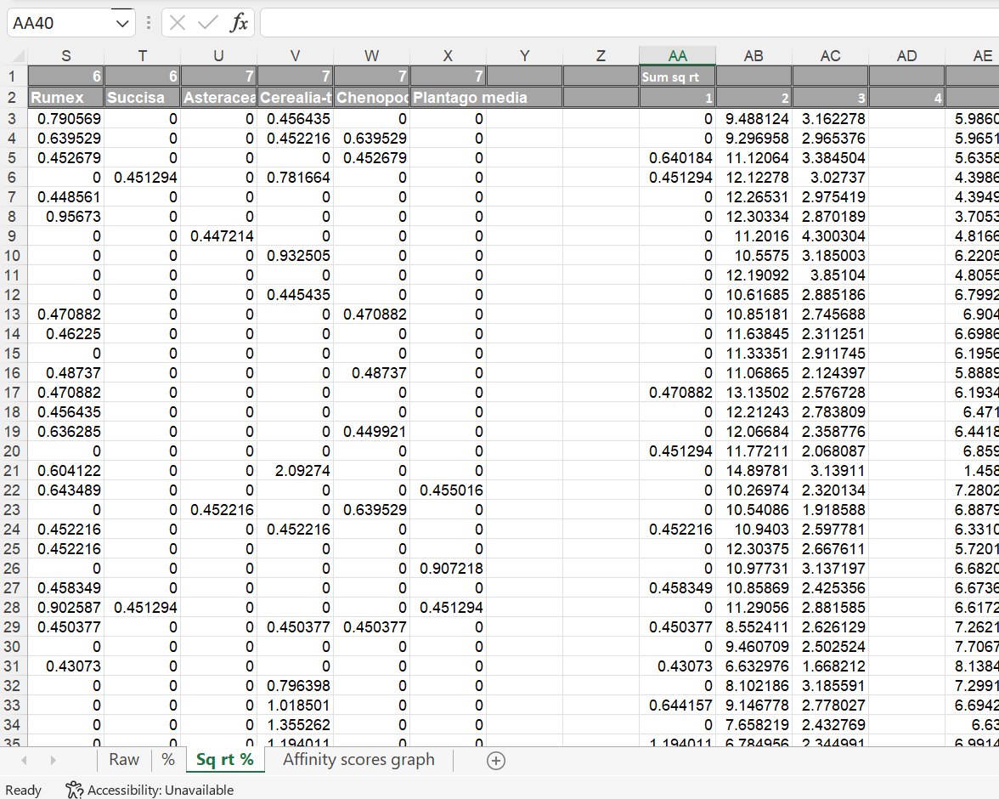 AA40 fx
S T U V W X Y Z AA AB AC AD AE
1 6 6 7 7 7 7 Sum sq rt
2 Rumex Succisa Asteracea Cerealia-t Chenopod Plantago media 1 2 3 4
3 0.790569 0 0 0.456435 0 0 0 9.488124 3.162278 5.9860
4 0.639529 0 0 0.452216 0.639529 0 0 9.296958 2.965376 5.9651
5 0.452679 0 0 0 0.452679 0 0.640184 11.12064 3.384504 5.6358
6 0 0.451294 0 0.781664 0 0 0.451294 12.12278 3.02737 4.3986
7 0.448561 0 0 0 0 0 0 12.26531 2.975419 4.3949
8 0.95673 0 0 0 0 0 0 12.30334 2.870189 3.7053
9 0 0 0.447214 0 0 0 0 11.2016 4.300304 4.8166
10 0 0 0 0.932505 0 0 0 10.5575 3.185003 6.2205
11 0 0 0 0 0 0 0 12.19092 3.85104 4.8055
12 0 0 0 0.445435 0 0 0 10.61685 2.885186 6.7992
13 0.470882 0 0 0 0.470882 0 0 10.85181 2.745688 6.904
14 0.46225 0 0 0 0 0 0 11.63845 2.311251 6.6986
15 0 0 0 0 0 0 0 11.33351 2.911745 6.1956
16 0.48737 0 0 0 0.48737 0 0 11.06865 2.124397 5.8889
17 0.470882 0 0 0 0 0 0.470882 13.13502 2.576728 6.1934
18 0.456435 0 0 0 0 0 0 12.21243 2.783809 6.471
19 0.636285 0 0 0 0.449921 0 0 12.06684 2.358776 6.4418
20 0 0 0 0 0 0 0.451294 11.77211 2.068087 6.859
21 0.604122 0 0 2.09274 0 0 0 14.89781 3.13911 1.458
22 0.643489 0 0 0 0 0.455016 0 10.26974 2.320134 7.2802
23 0 0 0.452216 0 0.639529 0 0 10.54086 1.918588 6.8879
24 0.452216 0 0 0.452216 0 0 0.452216 10.9403 2.597781 6.3310
25 0.452216 0 0 0 0 0 0 12.30375 2.667611 5.7201
26 0 0 0 0 0 0.907218 0 10.97731 3.137197 6.6820
27 0.458349 0 0 0 0 0 0.458349 10.85869 2.425356 6.6736
28 0.902587 0.451294 0 0 0 0.451294 0 11.29056 2.881585 6.6172
29 0.450377 0 0 0.450377 0.450377 0 0.450377 8.552411 2.626129 7.2621
30 0 0 0 0 0 0 0 9.460709 2.502524 7.7067
31 0.43073 0 0 0 0 0 0.43073 6.632976 1.668212 8.1384
32 0 0 0 0.796398 0 0 0 8.102186 3.185591 7.2991
33 0 0 0 1.018501 0 0 0.644157 9.146778 2.778027 6.6942
34 0 0 0 1.355262 0 0 0 7.658219 2.432769 6.63
35 0 0 0 1.194011 0 0 1.194011 6.784956 2.344991 6.9914
Raw % Sq rt % Affinity scores graph
Ready Accessibility: Unavailable